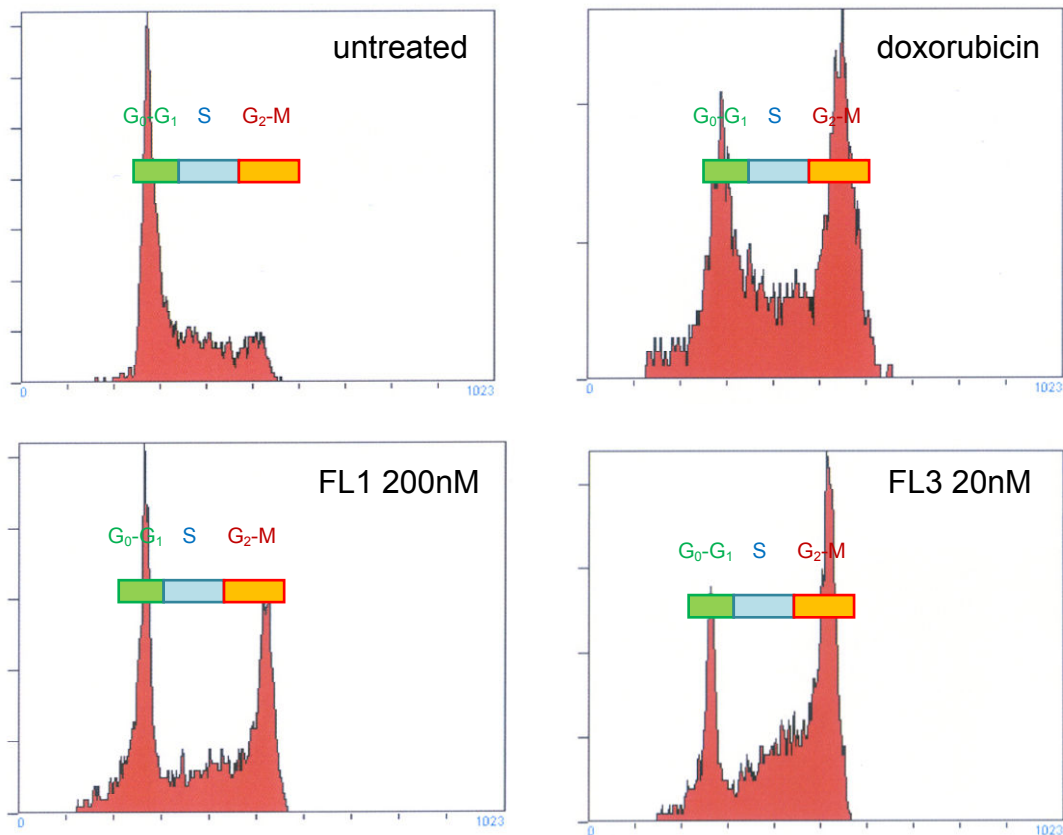 untreated
G₀-G₁ S G₂-M
0 1023
doxorubicin
G₀-G₁ S G₂-M
0 1023
FL1 200nM
G₀-G₁ S G₂-M
0 1023
FL3 20nM
G₀-G₁ S G₂-M
0 1023